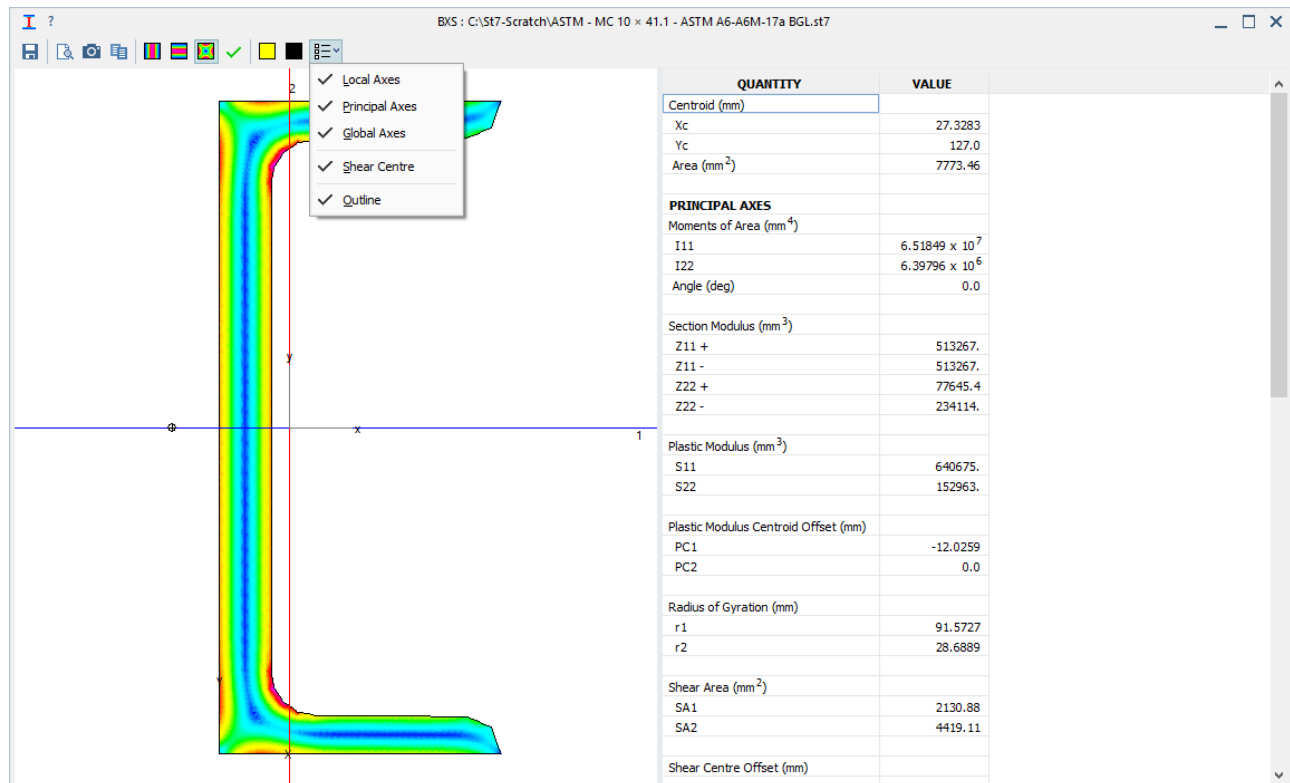 ?
BXS : C:\St7-Scratch\ASTM - MC 10 × 41.1 - ASTM A6-A6M-17a BGL.st7
Local Axes
Principal Axes
Global Axes
Shear Centre
Outline
2
y
x
1
y
x
QUANTITY VALUE
Centroid (mm)
Xc 27.3283
Yc 127.0
Area (mm²) 7773.46
PRINCIPAL AXES
Moments of Area (mm⁴)
I11 6.51849 x 10⁷
I22 6.39796 x 10⁶
Angle (deg) 0.0
Section Modulus (mm³)
Z11 + 513267.
Z11 - 513267.
Z22 + 77645.4
Z22 - 234114.
Plastic Modulus (mm³)
S11 640675.
S22 152963.
Plastic Modulus Centroid Offset (mm)
PC1 -12.0259
PC2 0.0
Radius of Gyration (mm)
r1 91.5727
r2 28.6889
Shear Area (mm²)
SA1 2130.88
SA2 4419.11
Shear Centre Offset (mm)